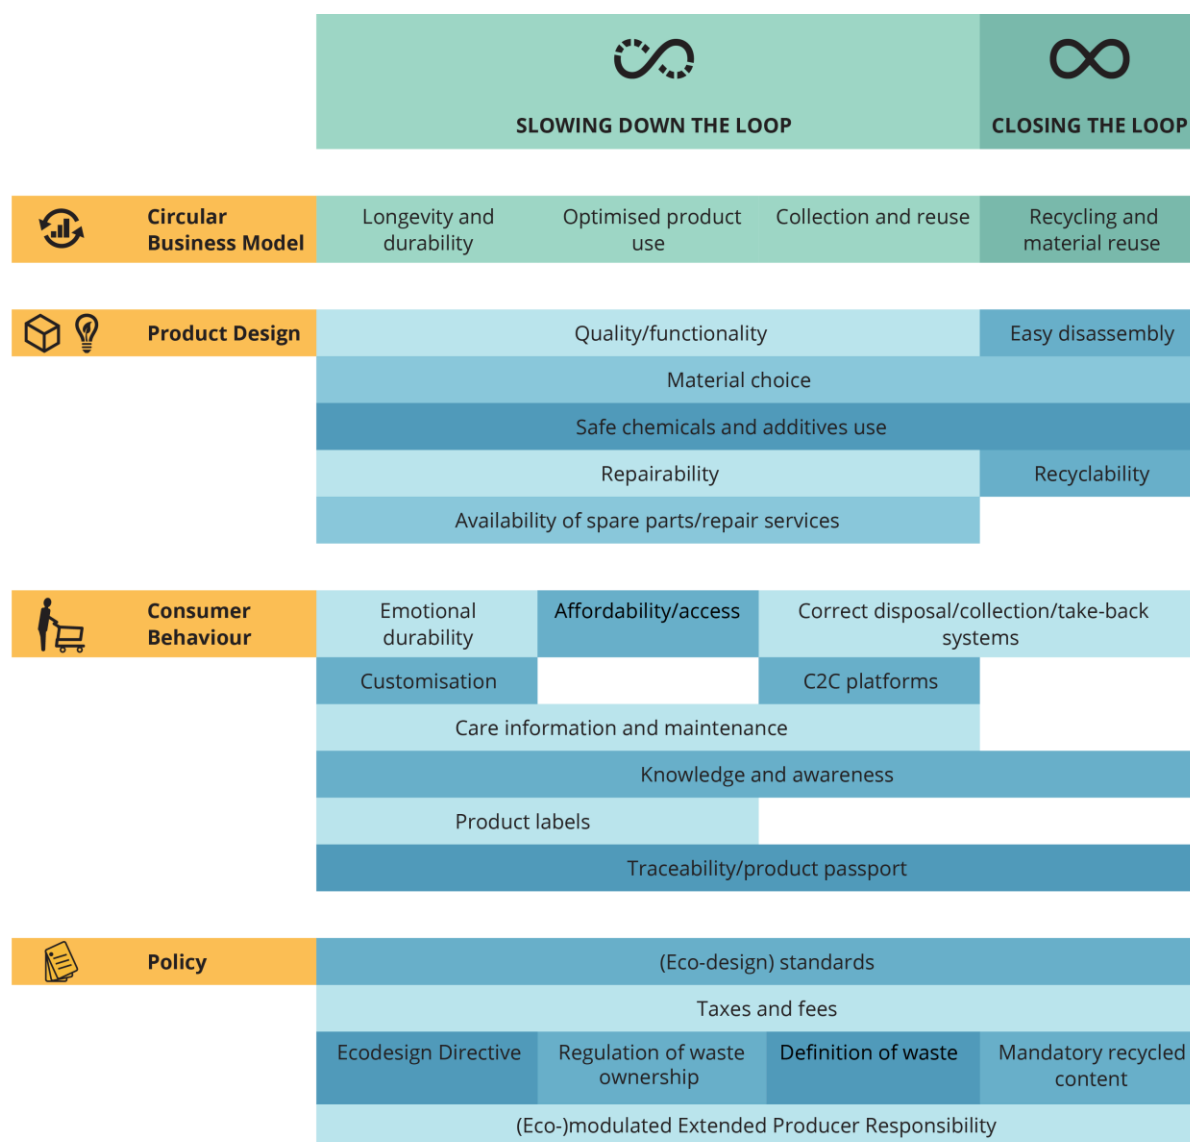 SLOWING DOWN THE LOOP
CLOSING THE LOOP
Circular
Business Model
Longevity and
durability
Optimised product
use
Collection and reuse
Recycling and
material reuse
Product Design
Quality/functionality
Easy disassembly
Material choice
Safe chemicals and additives use
Repairability
Recyclability
Availability of spare parts/repair services
Consumer
Behaviour
Emotional
durability
Affordability/access
Correct disposal/collection/take-back
systems
Customisation
C2C platforms
Care information and maintenance
Knowledge and awareness
Product labels
Traceability/product passport
Policy
(Eco-design) standards
Taxes and fees
Ecodesign Directive
Regulation of waste
ownership
Definition of waste
Mandatory recycled
content
(Eco-)modulated Extended Producer Responsibility